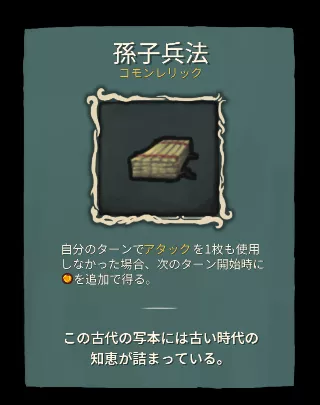 孫子兵法
コモンレリック
自分のターンでアタックを1枚も使用
しなかった場合、次のターン開始時に
を追加で得る。
この古代の写本には古い時代の
知恵が詰まっている。